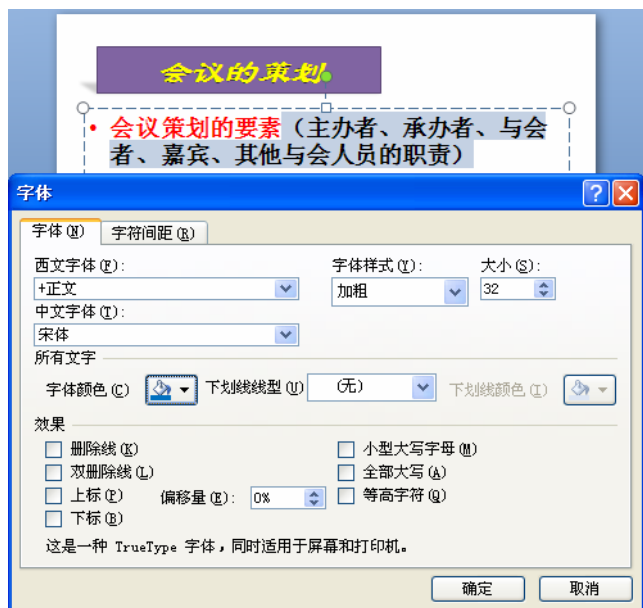 会议的策划
• 会议策划的要素（主办者、承办者、与会
者、嘉宾、其他与会人员的职责）
字体
字体(N) 字符间距(R)
西文字体(F): 字体样式(Y): 大小(S):
+正文 加粗 32
中文字体(T):
宋体
所有文字
字体颜色(C) 下划线线型(U) (无) 下划线颜色(I)
效果
删除线(K) 小型大写字母(M)
双删除线(L) 全部大写(A)
上标(P) 偏移量(E): 0% 等高字符(Q)
下标(B)
这是一种 TrueType 字体，同时适用于屏幕和打印机。
确定 取消